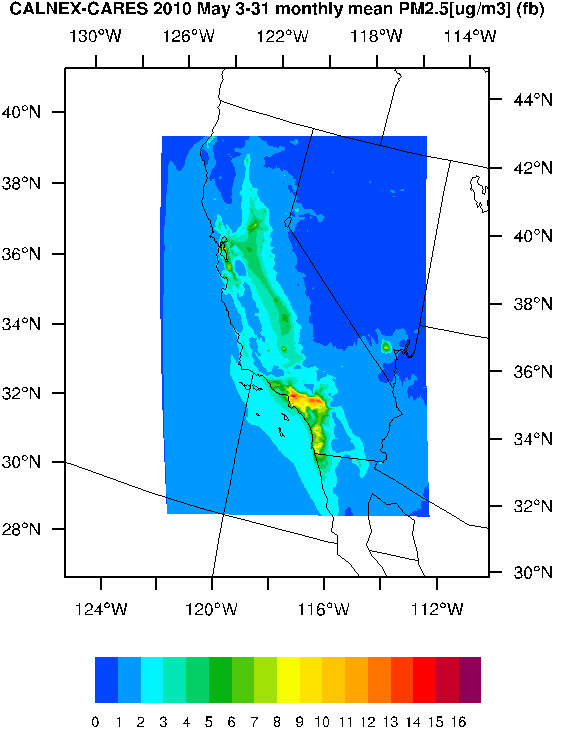 CALNEX-CARES 2010 May 3-31 monthly mean PM2.5[ug/m3] (fb)
130°W 126°W 122°W 118°W 114°W
40°N 44°N
38°N 42°N
36°N 40°N
34°N 38°N
32°N 36°N
30°N 34°N
28°N 32°N
30°N
124°W 120°W 116°W 112°W
0 1 2 3 4 5 6 7 8 9 10 11 12 13 14 15 16